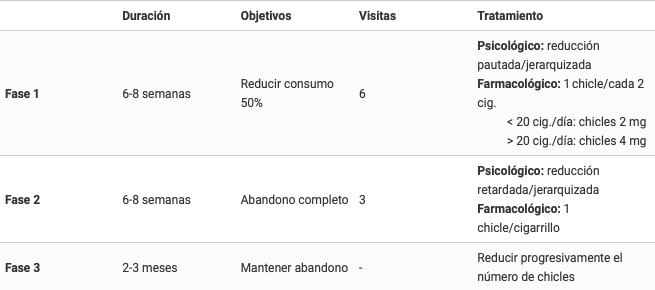 Duración Objetivos Visitas Tratamiento
Fase 1 6-8 semanas Reducir consumo 50% 6 Psicológico: reducción
pautada/jerarquizada
Farmacológico: 1 chicle/cada 2
cig.
< 20 cig./día: chicles 2 mg
> 20 cig./día: chicles 4 mg
Fase 2 6-8 semanas Abandono completo 3 Psicológico: reducción
retardada/jerarquizada
Farmacológico: 1
chicle/cigarrillo
Fase 3 2-3 meses Mantener abandono - Reducir progresivamente el
número de chicles